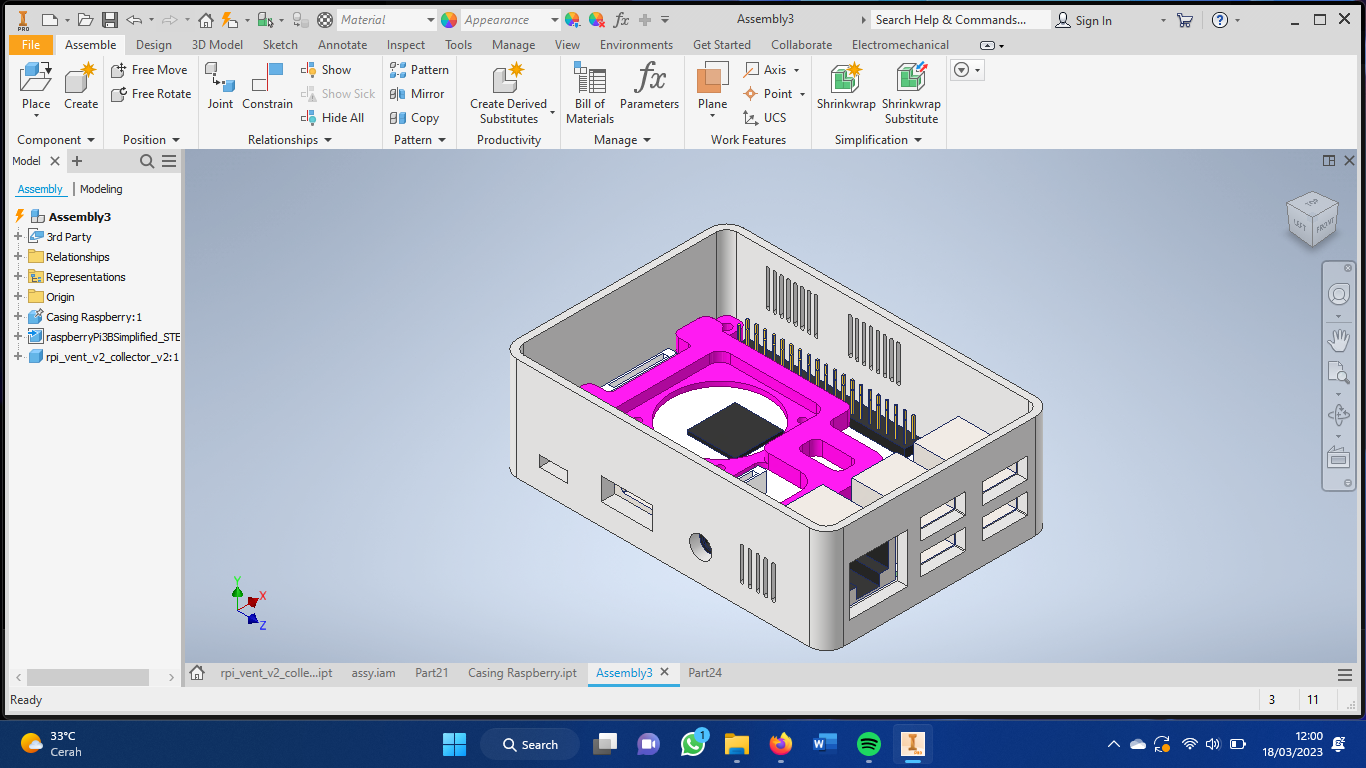 PRO
Material
Appearance
fx
Assembly3
Search Help & Commands...
Sign In
File
Assemble
Design
3D Model
Sketch
Annotate
Inspect
Tools
Manage
View
Environments
Get Started
Collaborate
Electromechanical
Place
Create
Component
Free Move
Free Rotate
Position
Joint
Constrain
Show
Show Sick
Hide All
Relationships
Pattern
Mirror
Copy
Pattern
Create Derived
Substitutes
Productivity
Bill of
Materials
fx
Parameters
Manage
Plane
Axis
Point
UCS
Work Features
Shrinkwrap
Shrinkwrap
Substitute
Simplification
Model
Assembly
Modeling
Assembly3
3rd Party
Relationships
Representations
Origin
Casing Raspberry:1
raspberryPi3BSimplified_STE
rpi_vent_v2_collector_v2:1
TOP
LEFT
FRONT
Y
X
Z
rpi_vent_v2_colle...ipt
assy.iam
Part21
Casing Raspberry.ipt
Assembly3
Part24
Ready
3
11
33°C
Cerah
Search
1
12:00
18/03/2023